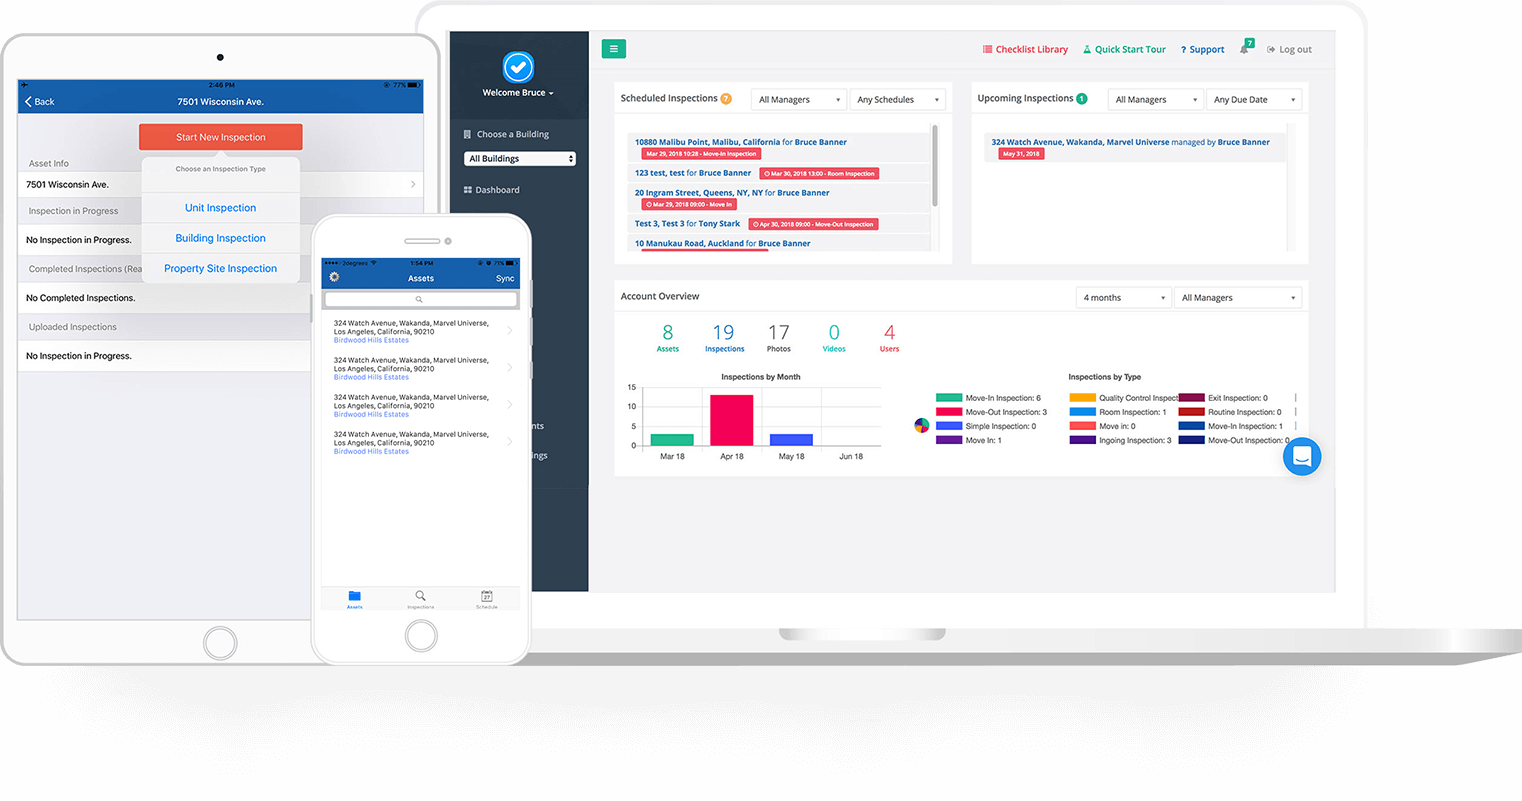 2:46 PM
77%
Back
7501 Wisconsin Ave.
Start New Inspection
Choose an Inspection Type
Unit Inspection
Building Inspection
Property Site Inspection
Asset Info
7501 Wisconsin Ave.
Inspection in Progress
No Inspection in Progress.
Completed Inspections (Rea
No Completed Inspections.
Uploaded Inspections
No Inspection in Progress.
2degrees
1:54 PM
71%
Assets
Sync
324 Watch Avenue, Wakanda, Marvel Universe,
Los Angeles, California, 90210
Birdwood Hills Estates
324 Watch Avenue, Wakanda, Marvel Universe,
Los Angeles, California, 90210
Birdwood Hills Estates
324 Watch Avenue, Wakanda, Marvel Universe,
Los Angeles, California, 90210
Birdwood Hills Estates
324 Watch Avenue, Wakanda, Marvel Universe,
Los Angeles, California, 90210
Birdwood Hills Estates
Assets
Inspections
27
Schedule
Welcome Bruce
Choose a Building
All Buildings
Dashboard
nts
ngs
Checklist Library
Quick Start Tour
? Support
7
Log out
Scheduled Inspections 7
All Managers
Any Schedules
10880 Malibu Point, Malibu, California for Bruce Banner
Mar 29, 2018 10:28 - Move-In Inspection
123 test, test for Bruce Banner
Mar 30, 2018 13:00 - Room Inspection
20 Ingram Street, Queens, NY, NY for Bruce Banner
Mar 29, 2018 09:00 - Move In
Test 3, Test 3 for Tony Stark
Apr 30, 2018 09:00 - Move-Out Inspection
10 Manukau Road, Auckland for Bruce Banner
Upcoming Inspections 1
All Managers
Any Due Date
324 Watch Avenue, Wakanda, Marvel Universe managed by Bruce Banner
May 31, 2018
Account Overview
4 months
All Managers
8
Assets
19
Inspections
17
Photos
0
Videos
4
Users
Inspections by Month
15
10
5
0
Mar 18
Apr 18
May 18
Jun 18
Inspections by Type
Move-In Inspection: 6
Move-Out Inspection: 3
Simple Inspection: 0
Move In: 1
Quality Control Inspect
Room Inspection: 1
Move in: 0
Ingoing Inspection: 3
Exit Inspection: 0
Routine Inspection: 0
Move-In Inspection: 1
Move-Out Inspection: 0